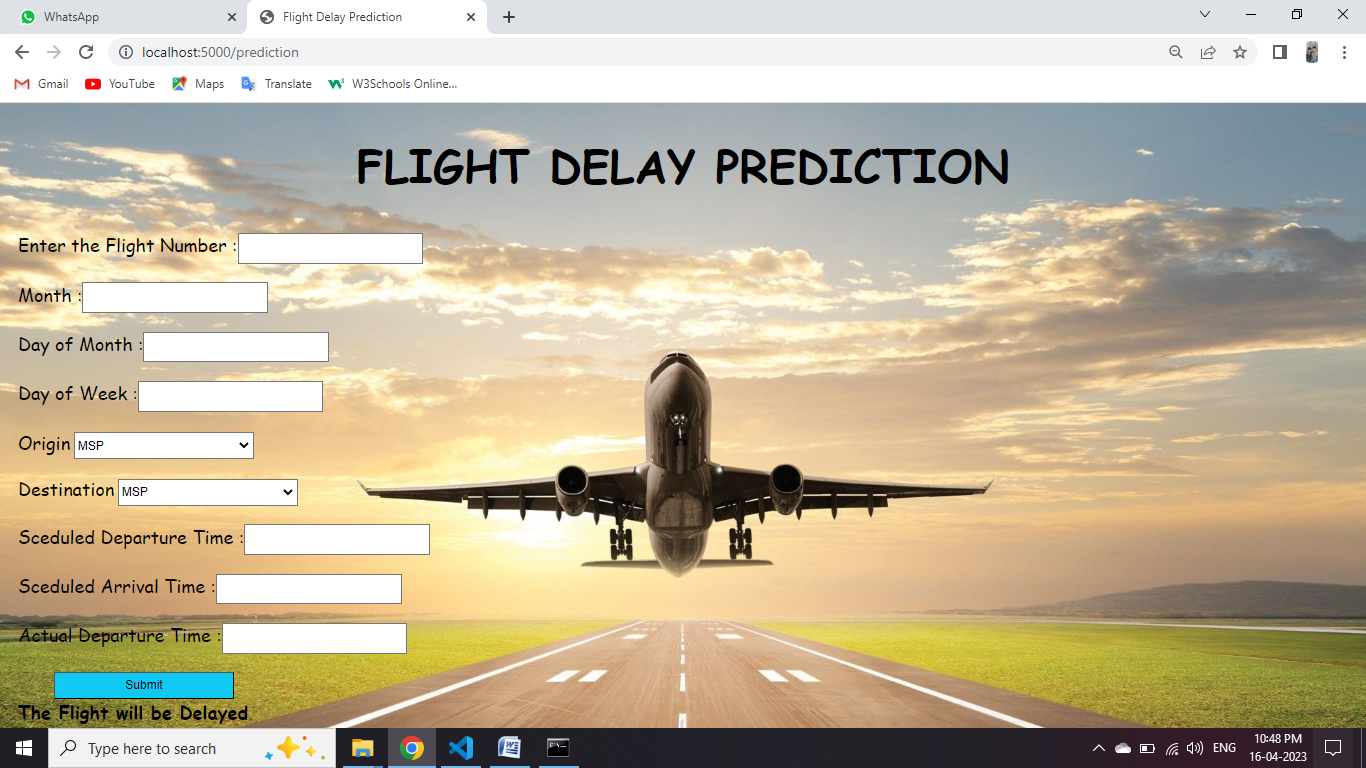 WhatsApp
Flight Delay Prediction
localhost:5000/prediction
Gmail YouTube Maps Translate W3Schools Online...
FLIGHT DELAY PREDICTION
Enter the Flight Number :
Month :
Day of Month :
Day of Week :
Origin MSP
Destination MSP
Sceduled Departure Time :
Sceduled Arrival Time :
Actual Departure Time :
Submit
The Flight will be Delayed
Type here to search
ENG
10:48 PM
16-04-2023